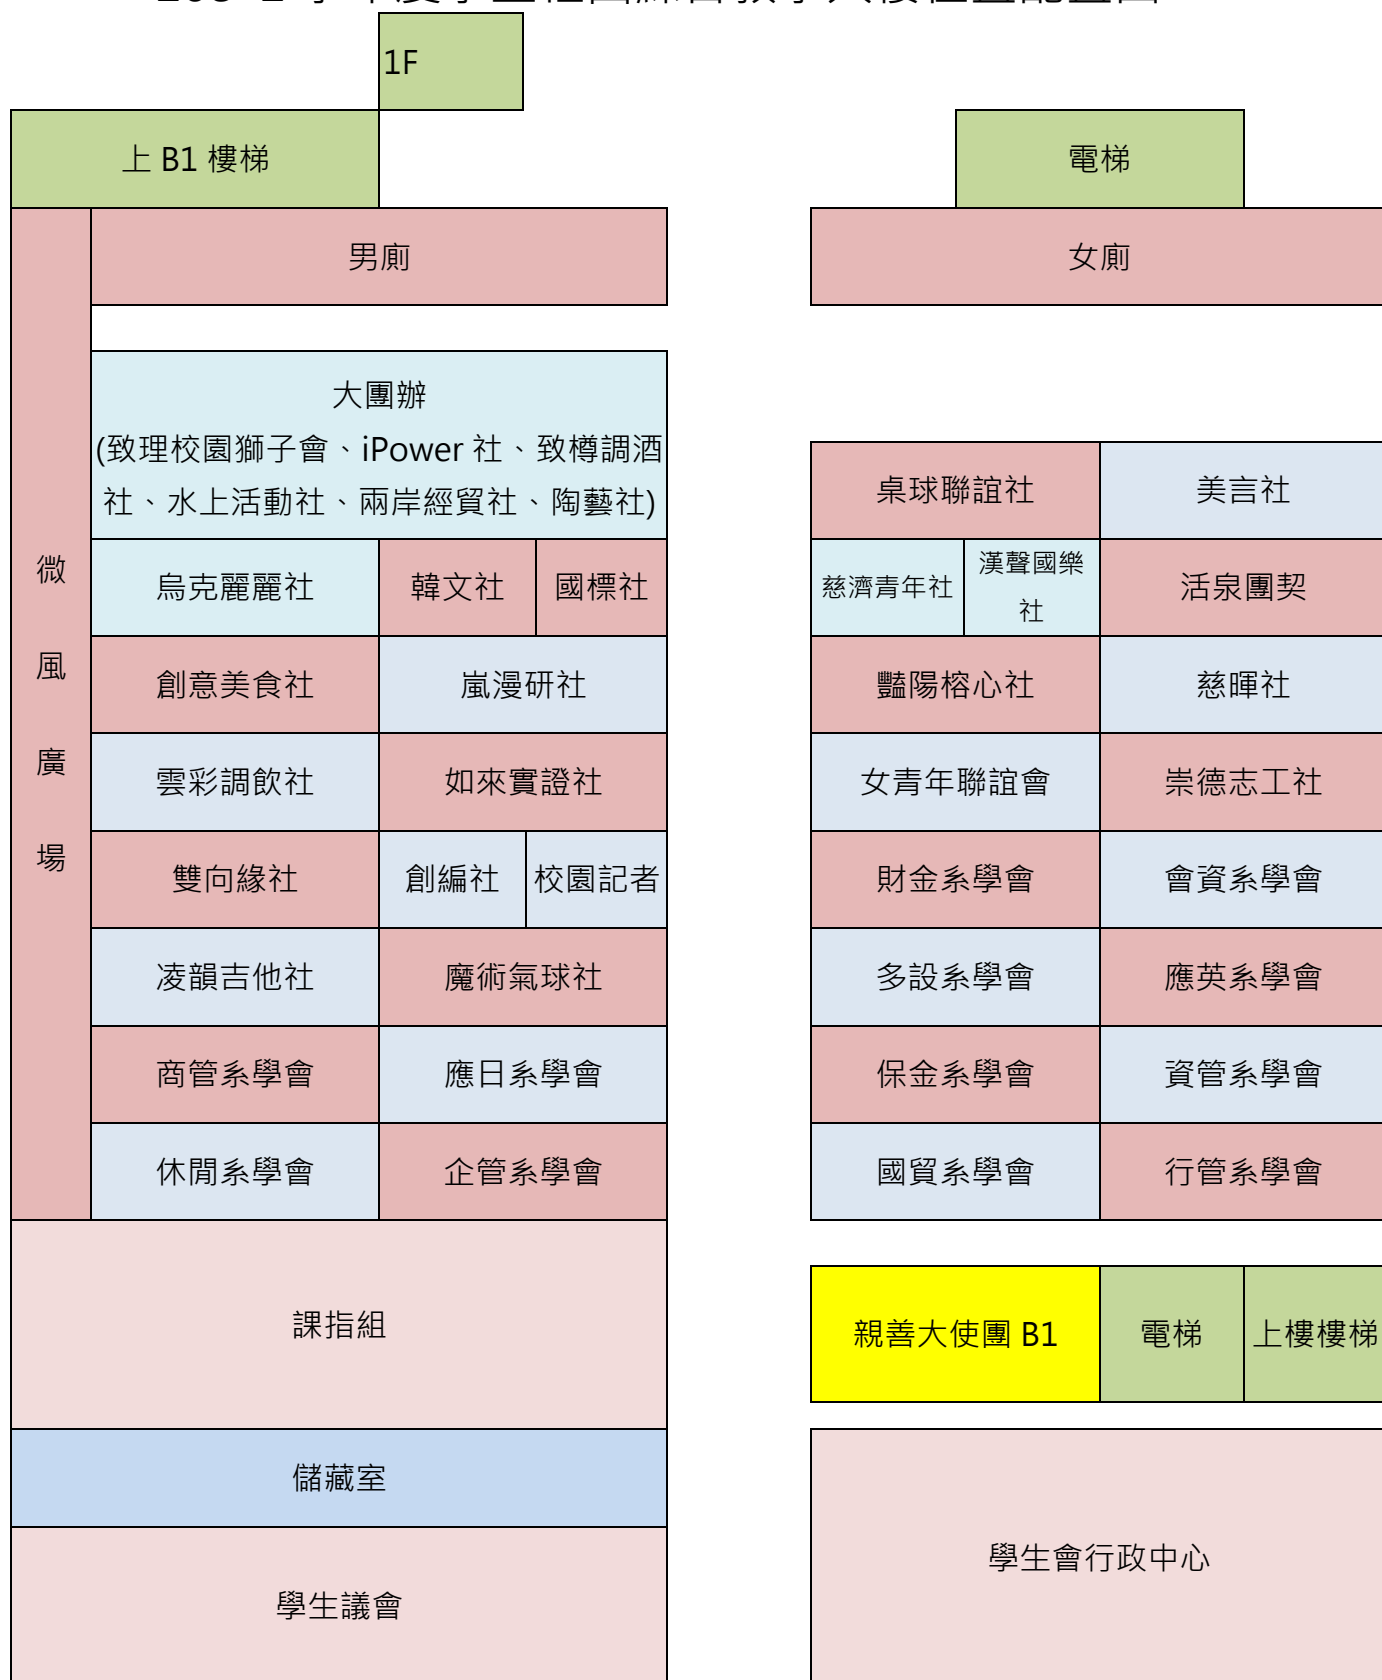 1F
上 B1 樓梯
電梯
男廁
女廁
微
風
廣
場
大團辦
(致理校園獅子會、iPower 社、致樽調酒
社、水上活動社、兩岸經貿社、陶藝社)
桌球聯誼社
美言社
烏克麗麗社
韓文社
國標社
慈濟青年社
漢聲國樂
社
活泉團契
創意美食社
嵐漫研社
豔陽榕心社
慈暉社
雲彩調飲社
如來實證社
女青年聯誼會
崇德志工社
雙向緣社
創編社
校園記者
財金系學會
會資系學會
凌韻吉他社
魔術氣球社
多設系學會
應英系學會
商管系學會
應日系學會
保金系學會
資管系學會
休閒系學會
企管系學會
國貿系學會
行管系學會
課指組
親善大使團 B1
電梯
上樓樓梯
儲藏室
學生會行政中心
學生議會